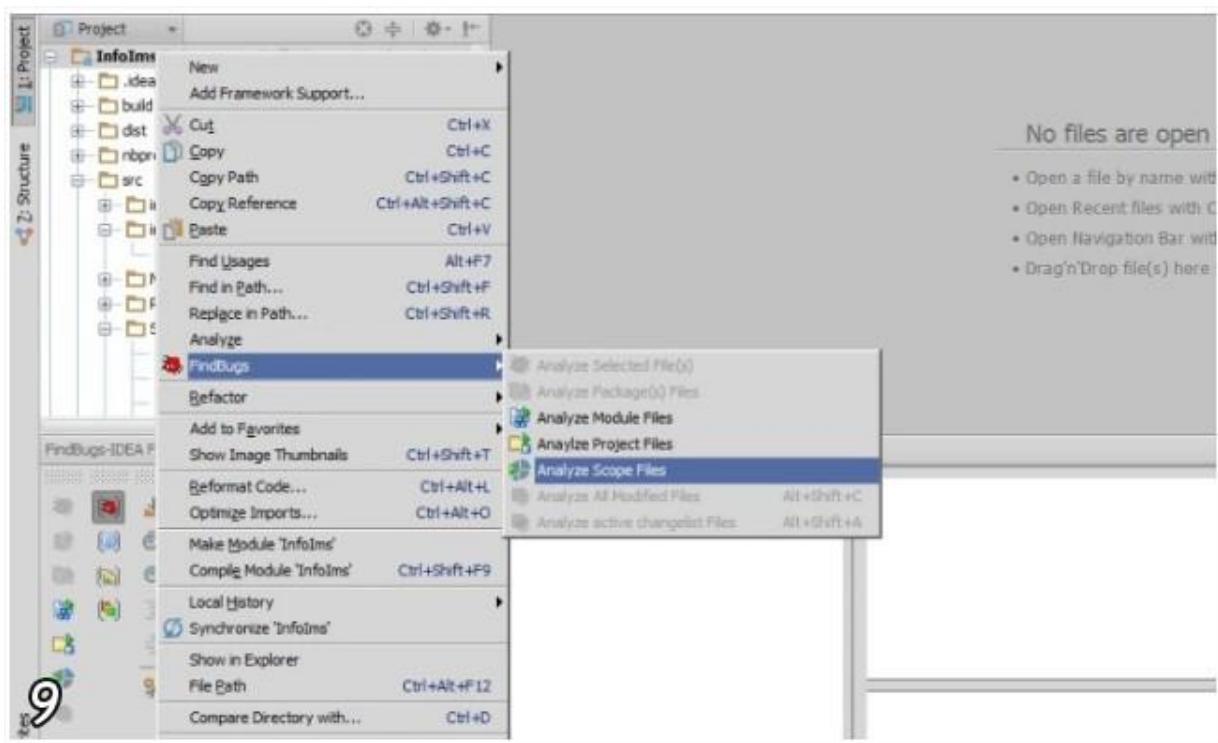 1: Project
2: Structure
Project
InfoIms
.idea
build
dist
nbpr
src
New
Add Framework Support...
Cut Ctrl+X
Copy Ctrl+C
Copy Path Ctrl+Shift+C
Copy Reference Ctrl+Alt+Shift+C
Paste Ctrl+V
Find Usages Alt+F7
Find in Path... Ctrl+Shift+F
Replace in Path... Ctrl+Shift+R
Analyze
FindBugs
Refactor
Add to Favorites
Show Image Thumbnails Ctrl+Shift+T
Reformat Code... Ctrl+Alt+L
Optimize Imports... Ctrl+Alt+O
Make Module 'InfoIms'
Compile Module 'InfoIms' Ctrl+Shift+F9
Local History
Synchronize 'InfoIms'
Show in Explorer
File Path Ctrl+Alt+F12
Compare Directory with... Ctrl+D
Analyze Selected File(s)
Analyze Package(s) Files
Analyze Module Files
Anaylze Project Files
Analyze Scope Files
Analyze All Modified Files Alt+Shift+C
Analyze active changelist Files Alt+Shift+A
No files are open
• Open a file by name with
• Open Recent files with C
• Open Navigation Bar with
• Drag'n'Drop file(s) here
FindBugs-IDEA F
9